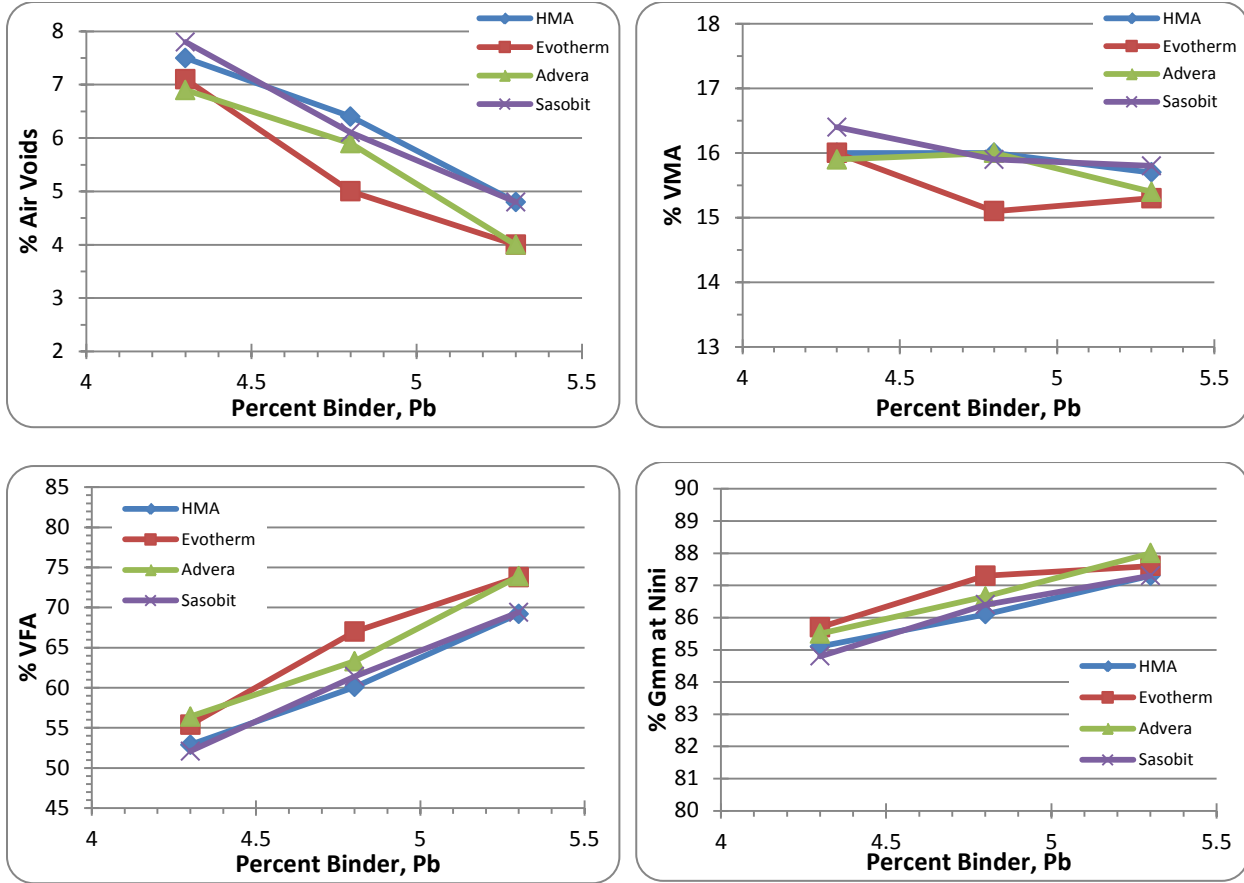 8
7
6
5
4
3
2
% Air Voids
4
4.5
5
5.5
Percent Binder, Pb
HMA
Evotherm
Advera
Sasobit
18
17
16
15
14
13
% VMA
4
4.5
5
5.5
Percent Binder, Pb
HMA
Evotherm
Advera
Sasobit
85
80
75
70
65
60
55
50
45
% VFA
4
4.5
5
5.5
Percent Binder, Pb
HMA
Evotherm
Advera
Sasobit
90
89
88
87
86
85
84
83
82
81
80
% Gmm at Nini
4
4.5
5
5.5
Percent Binder, Pb
HMA
Evotherm
Advera
Sasobit